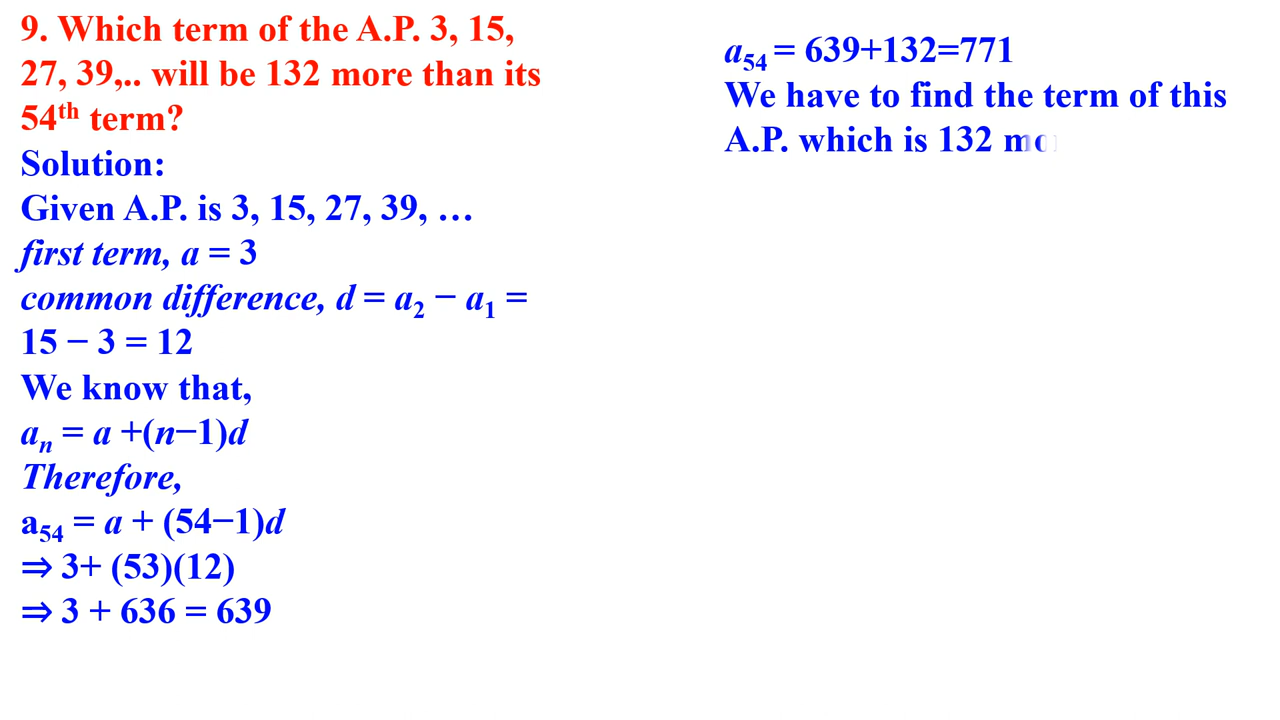 9. Which term of the A.P. 3, 15,
27, 39,.. will be 132 more than its
54th term?
Solution:
Given A.P. is 3, 15, 27, 39, …
first term, a = 3
common difference, d = a₂ − a₁ =
15 − 3 = 12
We know that,
aₙ = a +(n−1)d
Therefore,
a₅₄ = a + (54−1)d
⇒ 3+ (53)(12)
⇒ 3 + 636 = 639
a₅₄ = 639+132=771
We have to find the term of this
A.P. which is 132